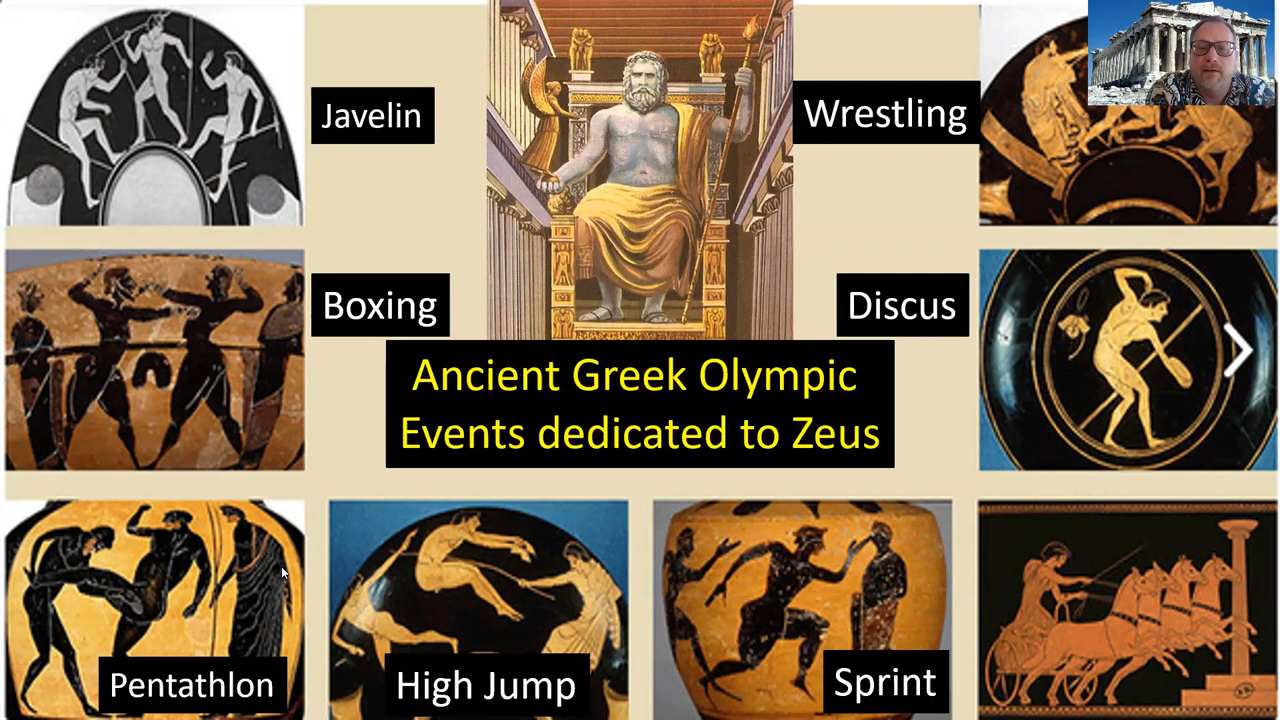 Javelin
Wrestling
Boxing
Discus
Ancient Greek Olympic
Events dedicated to Zeus
Pentathlon
High Jump
Sprint